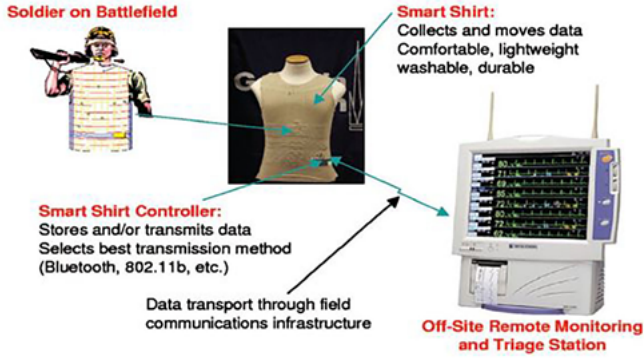 Soldier on Battlefield
Smart Shirt:
Collects and moves data
Comfortable, lightweight
washable, durable
Smart Shirt Controller:
Stores and/or transmits data
Selects best transmission method
(Bluetooth, 802.11b, etc.)
Data transport through field
communications infrastructure
Off-Site Remote Monitoring
and Triage Station